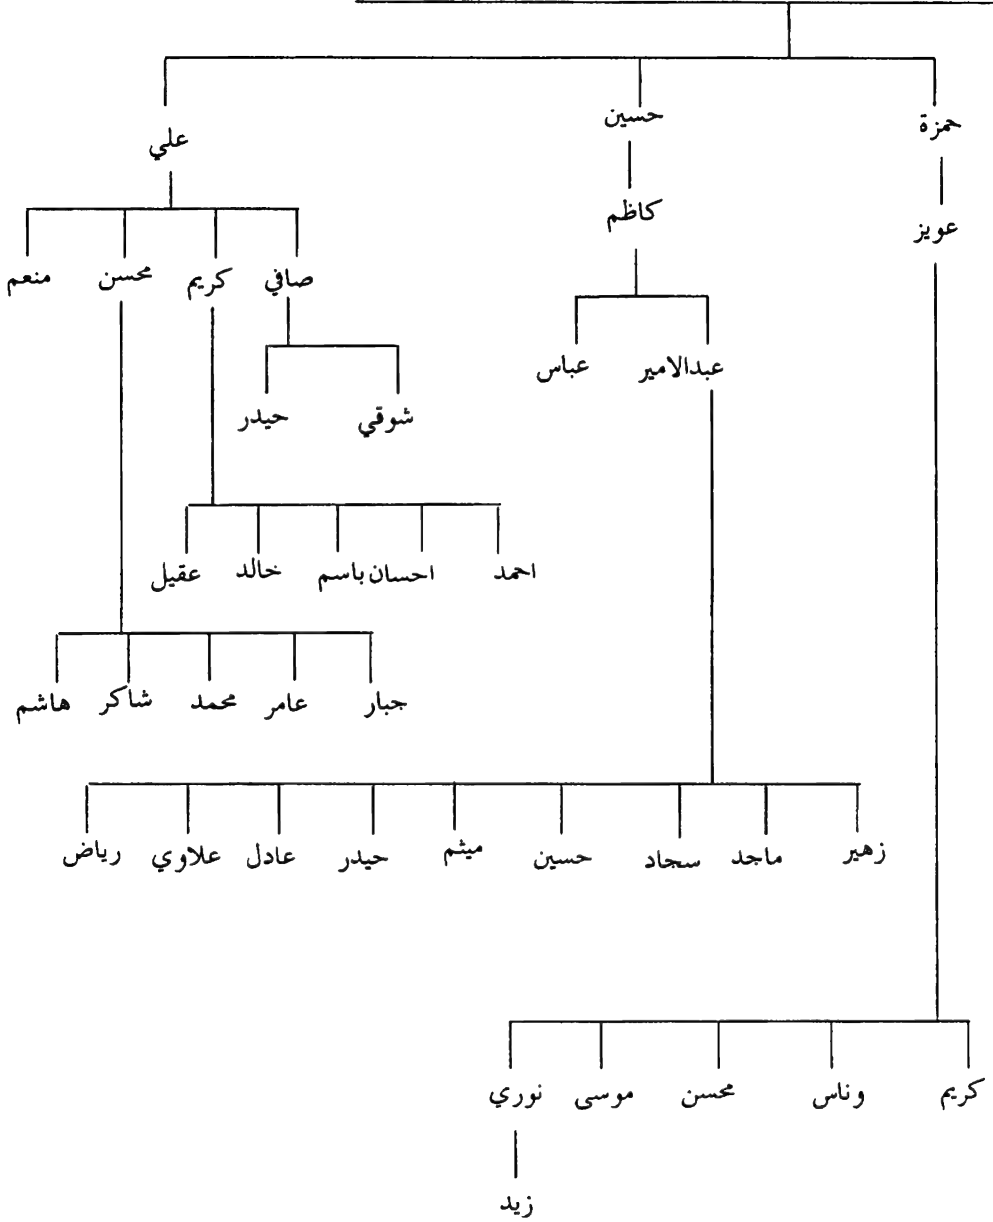 حمزة حسين علي
عويز كاظم
صافي كريم محسن منعم
عبدالامير عباس
شوقي حيدر
احمد احسان باسم خالد عقيل
جبار عامر محمد شاكر هاشم
زهير ماجد سجاد حسين ميثم حيدر عادل علاوي رياض
كريم وناس محسن موسى نوري
زيد